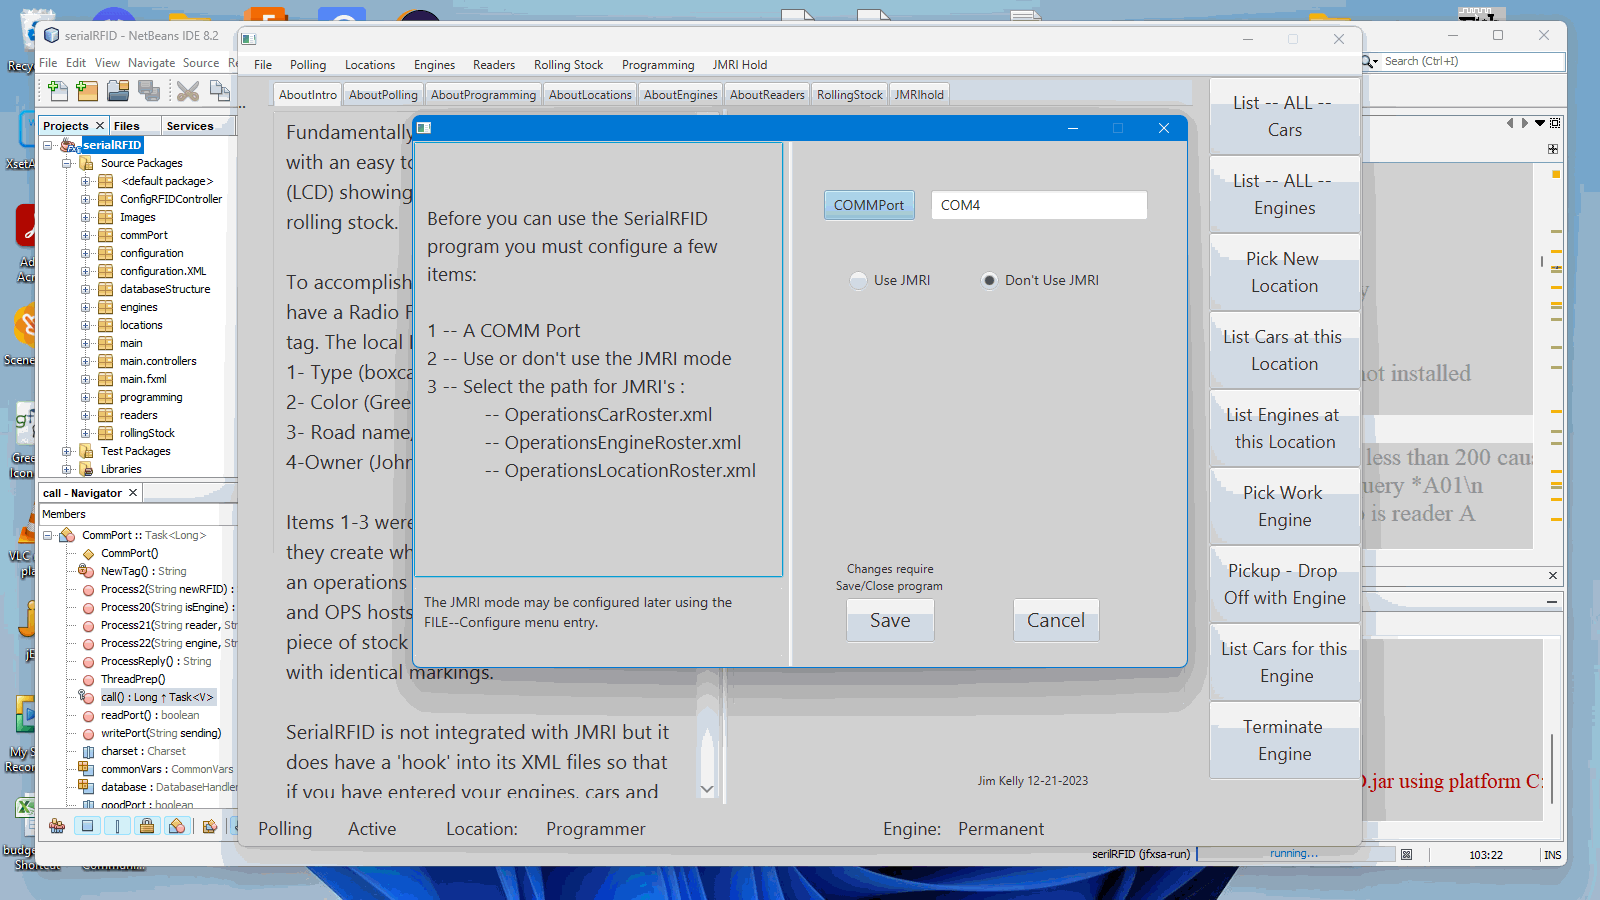 serialRFID - NetBeans IDE 8.2
File Edit View Navigate Source
Search (Ctrl+I)
Projects Files Services
serialRFID
Source Packages
<default package>
ConfigRFIDController
Images
commPort
configuration
configuration.XML
databaseStructure
engines
locations
main
main.controllers
main.fxml
programming
readers
rollingStock
Test Packages
Libraries
call - Navigator
Members
CommPort :: Task<Long>
CommPort()
NewTag() : String
Process2(String newRFID) :
Process20(String isEngine) :
Process21(String reader, Str
Process22(String engine, Str
ProcessReply() : String
ThreadPrep()
call() : Long ↑ Task<V>
readPort() : boolean
writePort(String sending)
charset : Charset
commonVars : CommonVars
database : DatabaseHandler
goodPort : boolean
File Polling Locations Engines Readers Rolling Stock Programming JMRI Hold
AboutIntro AboutPolling AboutProgramming AboutLocations AboutEngines AboutReaders RollingStock JMRIhold
Fundamentally
with an easy to
(LCD) showing
rolling stock.
To accomplish
have a Radio F
tag. The local
1- Type (boxca
2- Color (Gree
3- Road name,
4-Owner (John
Items 1-3 were
they create wh
an operations
and OPS hosts
piece of stock
with identical markings.
SerialRFID is not integrated with JMRI but it
does have a 'hook' into its XML files so that
if you have entered your engines, cars and
Before you can use the SerialRFID
program you must configure a few
items:
1 -- A COMM Port
2 -- Use or don't use the JMRI mode
3 -- Select the path for JMRI's :
-- OperationsCarRoster.xml
-- OperationsEngineRoster.xml
-- OperationsLocationRoster.xml
The JMRI mode may be configured later using the
FILE--Configure menu entry.
COMMPort COM4
Use JMRI Don't Use JMRI
Changes require
Save/Close program
Save Cancel
List -- ALL --
Cars
List -- ALL --
Engines
Pick New
Location
List Cars at this
Location
List Engines at
this Location
Pick Work
Engine
Pickup - Drop
Off with Engine
List Cars for this
Engine
Terminate
Engine
Jim Kelly 12-21-2023
Polling Active Location: Programmer Engine: Permanent
not installed
less than 200 cau
uery *A01\n
is reader A
D.jar using platform C:
serilRFID (jfxsa-run) running... 103:22 INS